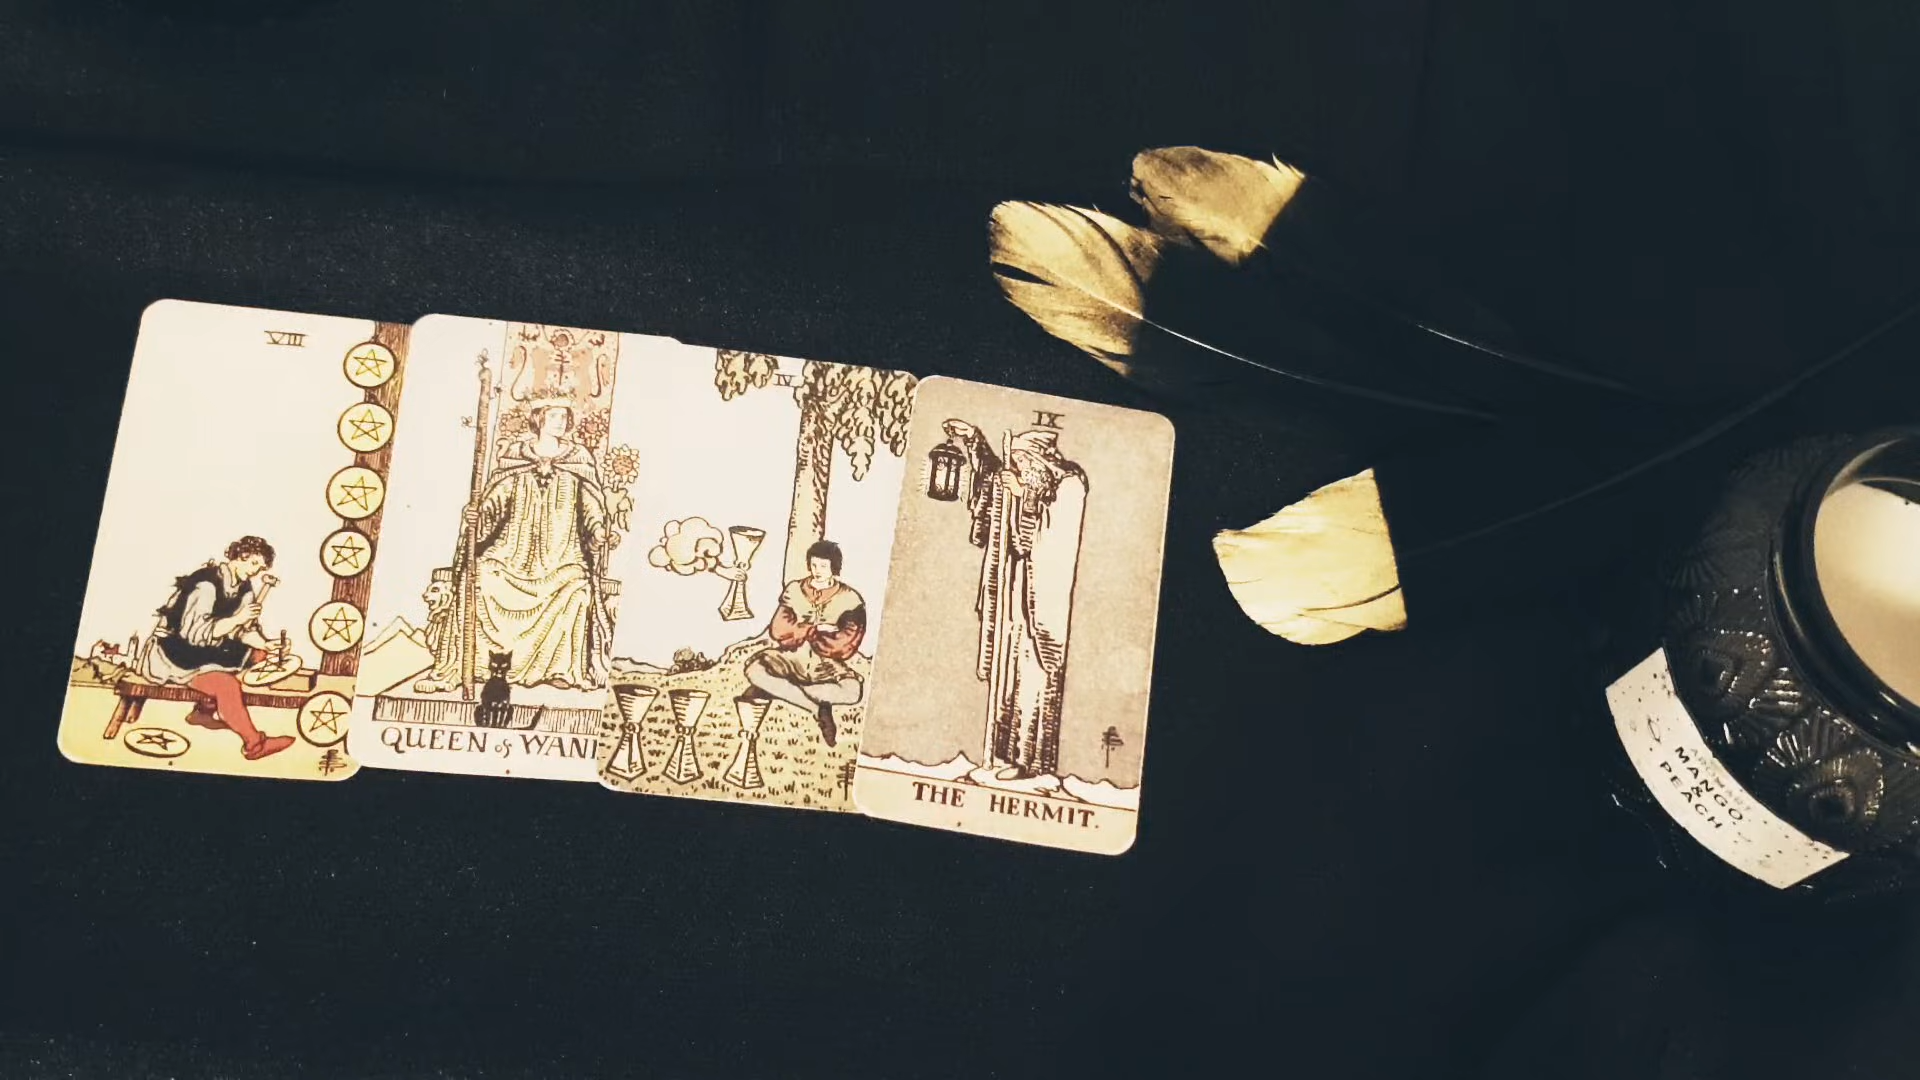 VIII
QUEEN of WAN
IV
IX
THE HERMIT.
MANGO
&
PEACH